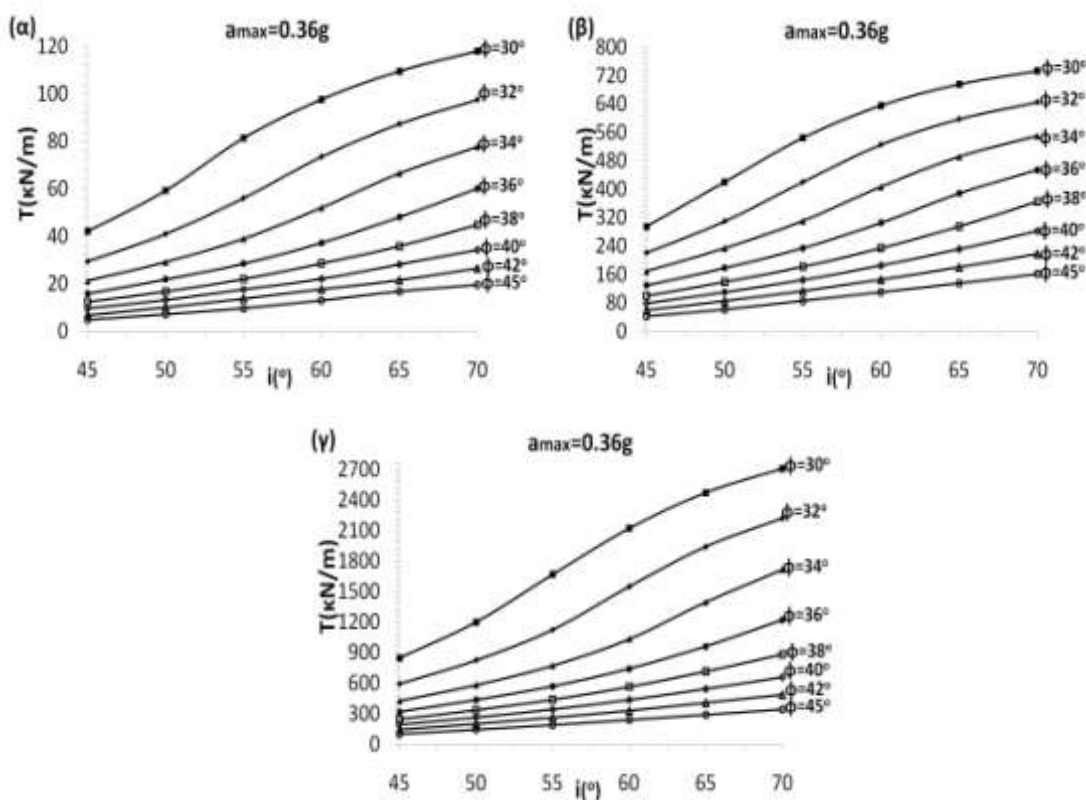 (α)
amax=0.36g
T(κN/m)
120
100
80
60
40
20
0
45 50 55 60 65 70
i(°)
ϕ=30°
ϕ=32°
ϕ=34°
ϕ=36°
ϕ=38°
ϕ=40°
ϕ=42°
ϕ=45°
(β)
amax=0.36g
T(κN/m)
800
720
640
560
480
400
320
240
160
80
0
45 50 55 60 65 70
i(°)
ϕ=30°
ϕ=32°
ϕ=34°
ϕ=36°
ϕ=38°
ϕ=40°
ϕ=42°
ϕ=45°
(γ)
amax=0.36g
T(κN/m)
2700
2400
2100
1800
1500
1200
900
600
300
0
45 50 55 60 65 70
i(°)
ϕ=30°
ϕ=32°
ϕ=34°
ϕ=36°
ϕ=38°
ϕ=40°
ϕ=42°
ϕ=45°